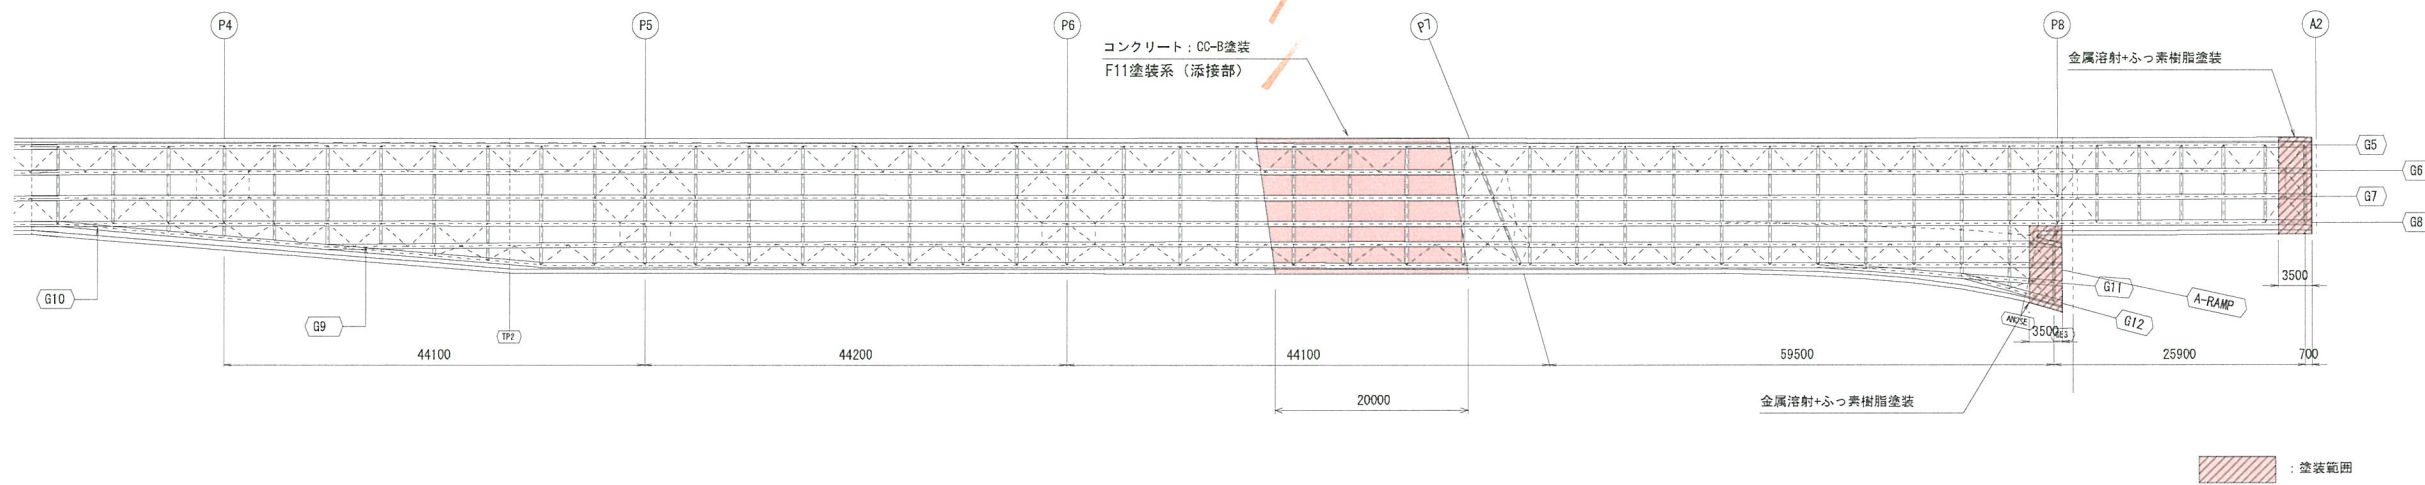 P4
P5
P6
P7
P8
A2
コンクリート：CC-B塗装
F11塗装系（添接部）
金属溶射+ふっ素樹脂塗装
G5
G6
G7
G8
3500
G10
G9
TP2
G11
A-RAMP
G12
ANOSE
3500
44100
44200
44100
59500
25900
700
20000
金属溶射+ふっ素樹脂塗装
：塗装範囲